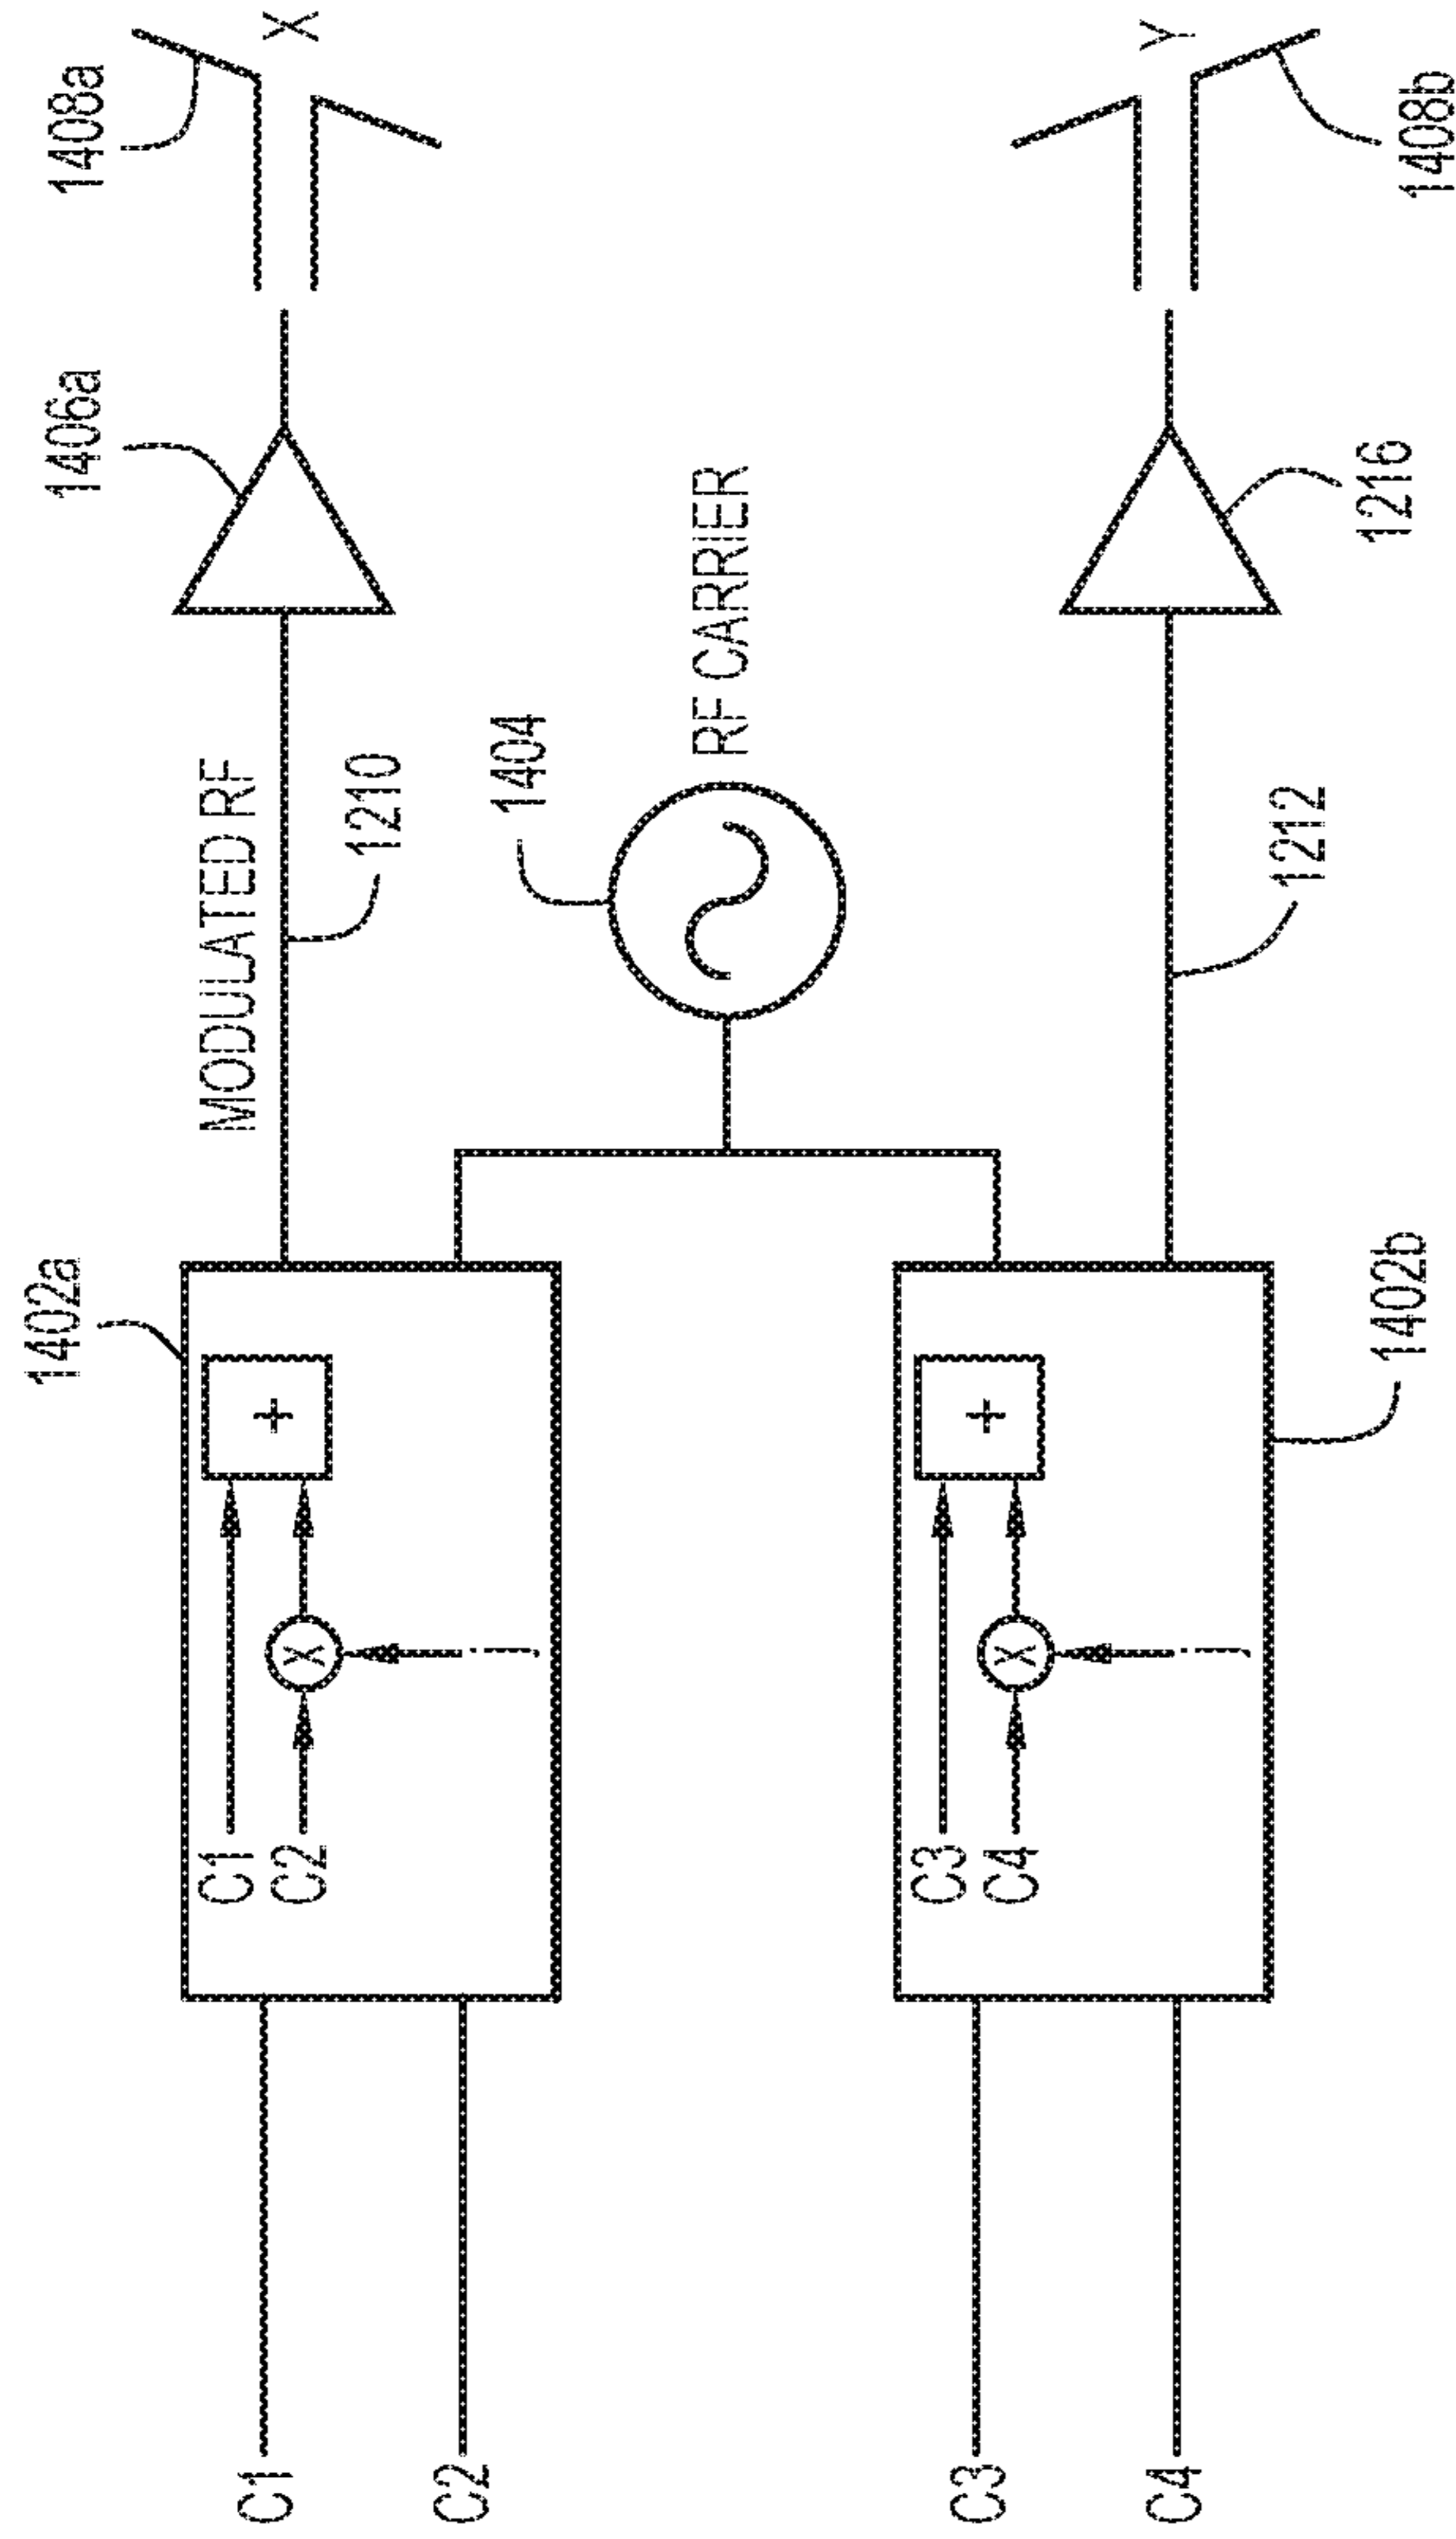 1402a
1406a
1408a
MODULATED RF
C1
C1
+
X
C2
X
1210
C2
1404
RF CARRIER
C3
C3
+
Y
C4
X
C4
1212
1216
1402b
1408b